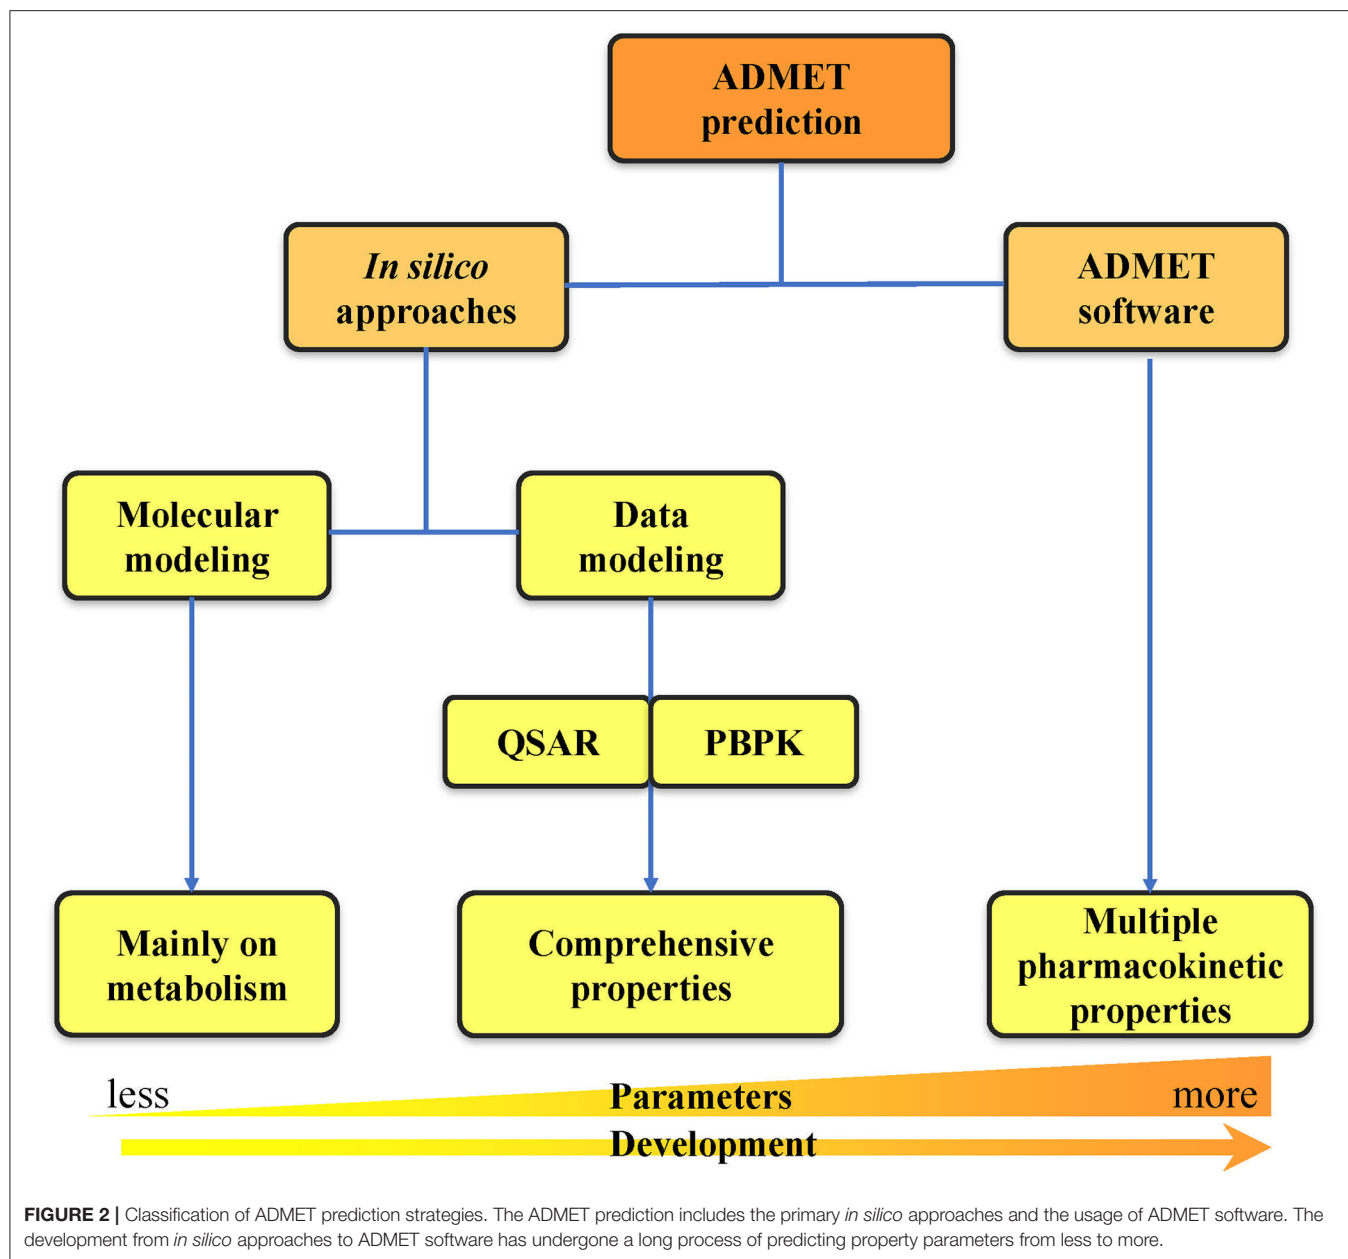 ADMET
prediction
In silico
approaches
ADMET
software
Molecular
modeling
Data
modeling
QSAR
PBPK
Mainly on
metabolism
Comprehensive
properties
Multiple
pharmacokinetic
properties
less
Parameters
more
Development
FIGURE 2 | Classification of ADMET prediction strategies. The ADMET prediction includes the primary in silico approaches and the usage of ADMET software. The
development from in silico approaches to ADMET software has undergone a long process of predicting property parameters from less to more.